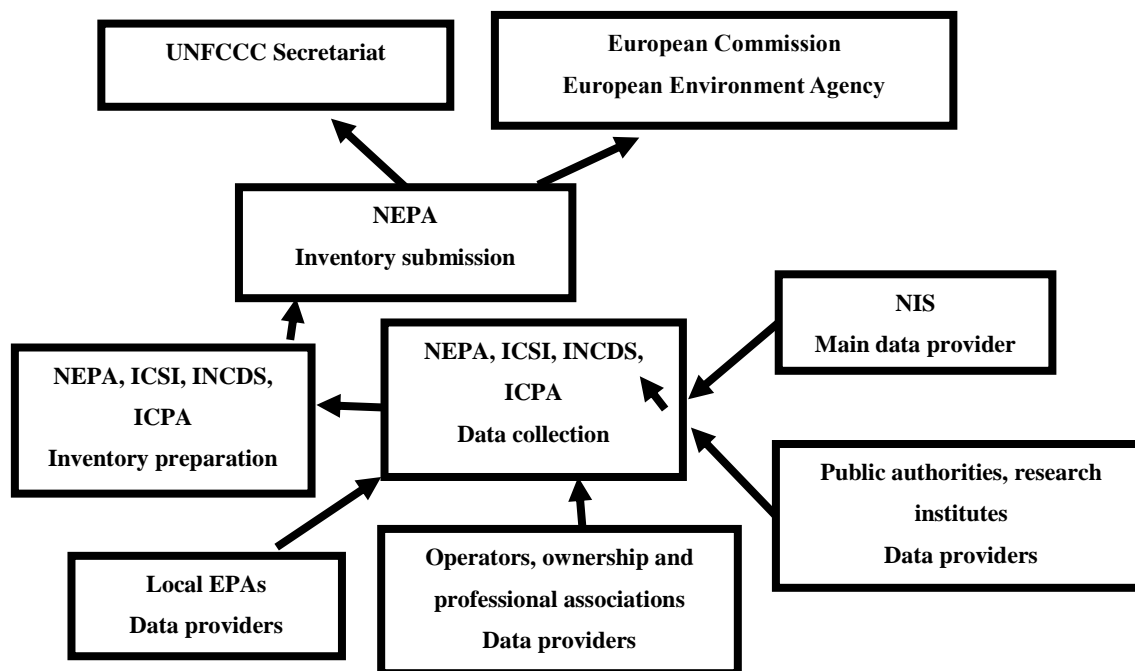 UNFCCC Secretariat
European Commission
European Environment Agency
NEPA
Inventory submission
NIS
Main data provider
NEPA, ICSI, INCDS,
ICPA
Data collection
NEPA, ICSI, INCDS,
ICPA
Inventory preparation
Public authorities, research
institutes
Data providers
Local EPAs
Data providers
Operators, ownership and
professional associations
Data providers